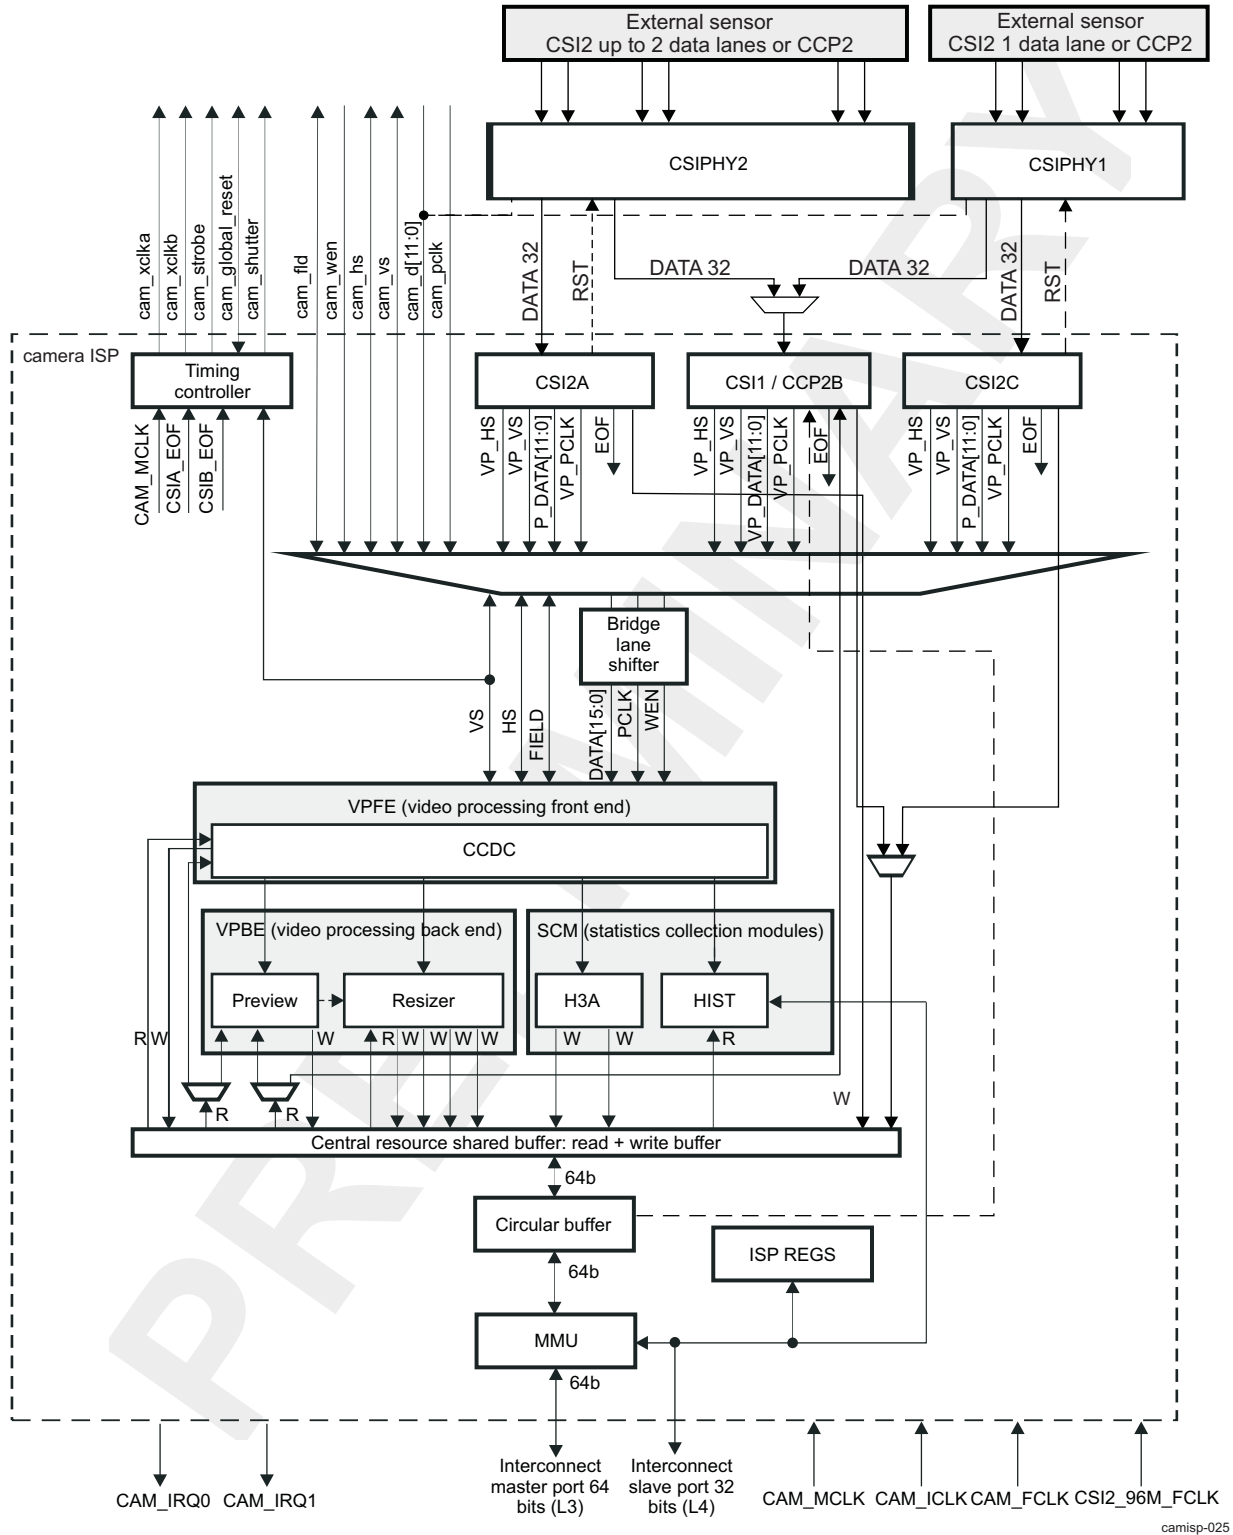 External sensor
CSI2 up to 2 data lanes or CCP2
External sensor
CSI2 1 data lane or CCP2
CSIPHY2
CSIPHY1
cam_xclka
cam_xclkb
cam_strobe
cam_global_reset
cam_shutter
cam_fld
cam_wen
cam_hs
cam_vs
cam_d[11:0]
cam_pclk
DATA 32
RST
DATA 32
DATA 32
DATA 32
RST
camera ISP
Timing
controller
CSI2A
CSI1 / CCP2B
CSI2C
CAM_MCLK
CSIA_EOF
CSIB_EOF
VP_HS
VP_VS
P_DATA[11:0]
VP_PCLK
EOF
VP_HS
VP_VS
VP_DATA[11:0]
VP_PCLK
EOF
VP_HS
VP_VS
P_DATA[11:0]
VP_PCLK
EOF
Bridge
lane
shifter
VS
HS
FIELD
DATA[15:0]
PCLK
WEN
VPFE (video processing front end)
CCDC
VPBE (video processing back end)
SCM (statistics collection modules)
Preview
Resizer
H3A
HIST
R W
W
R W W W W
W
W
R
R
R
W
Central resource shared buffer: read + write buffer
64b
Circular buffer
ISP REGS
64b
MMU
64b
CAM_IRQ0
CAM_IRQ1
Interconnect
master port 64
bits (L3)
Interconnect
slave port 32
bits (L4)
CAM_MCLK
CAM_ICLK
CAM_FCLK
CSI2_96M_FCLK
camisp-025
PRELIMINARY